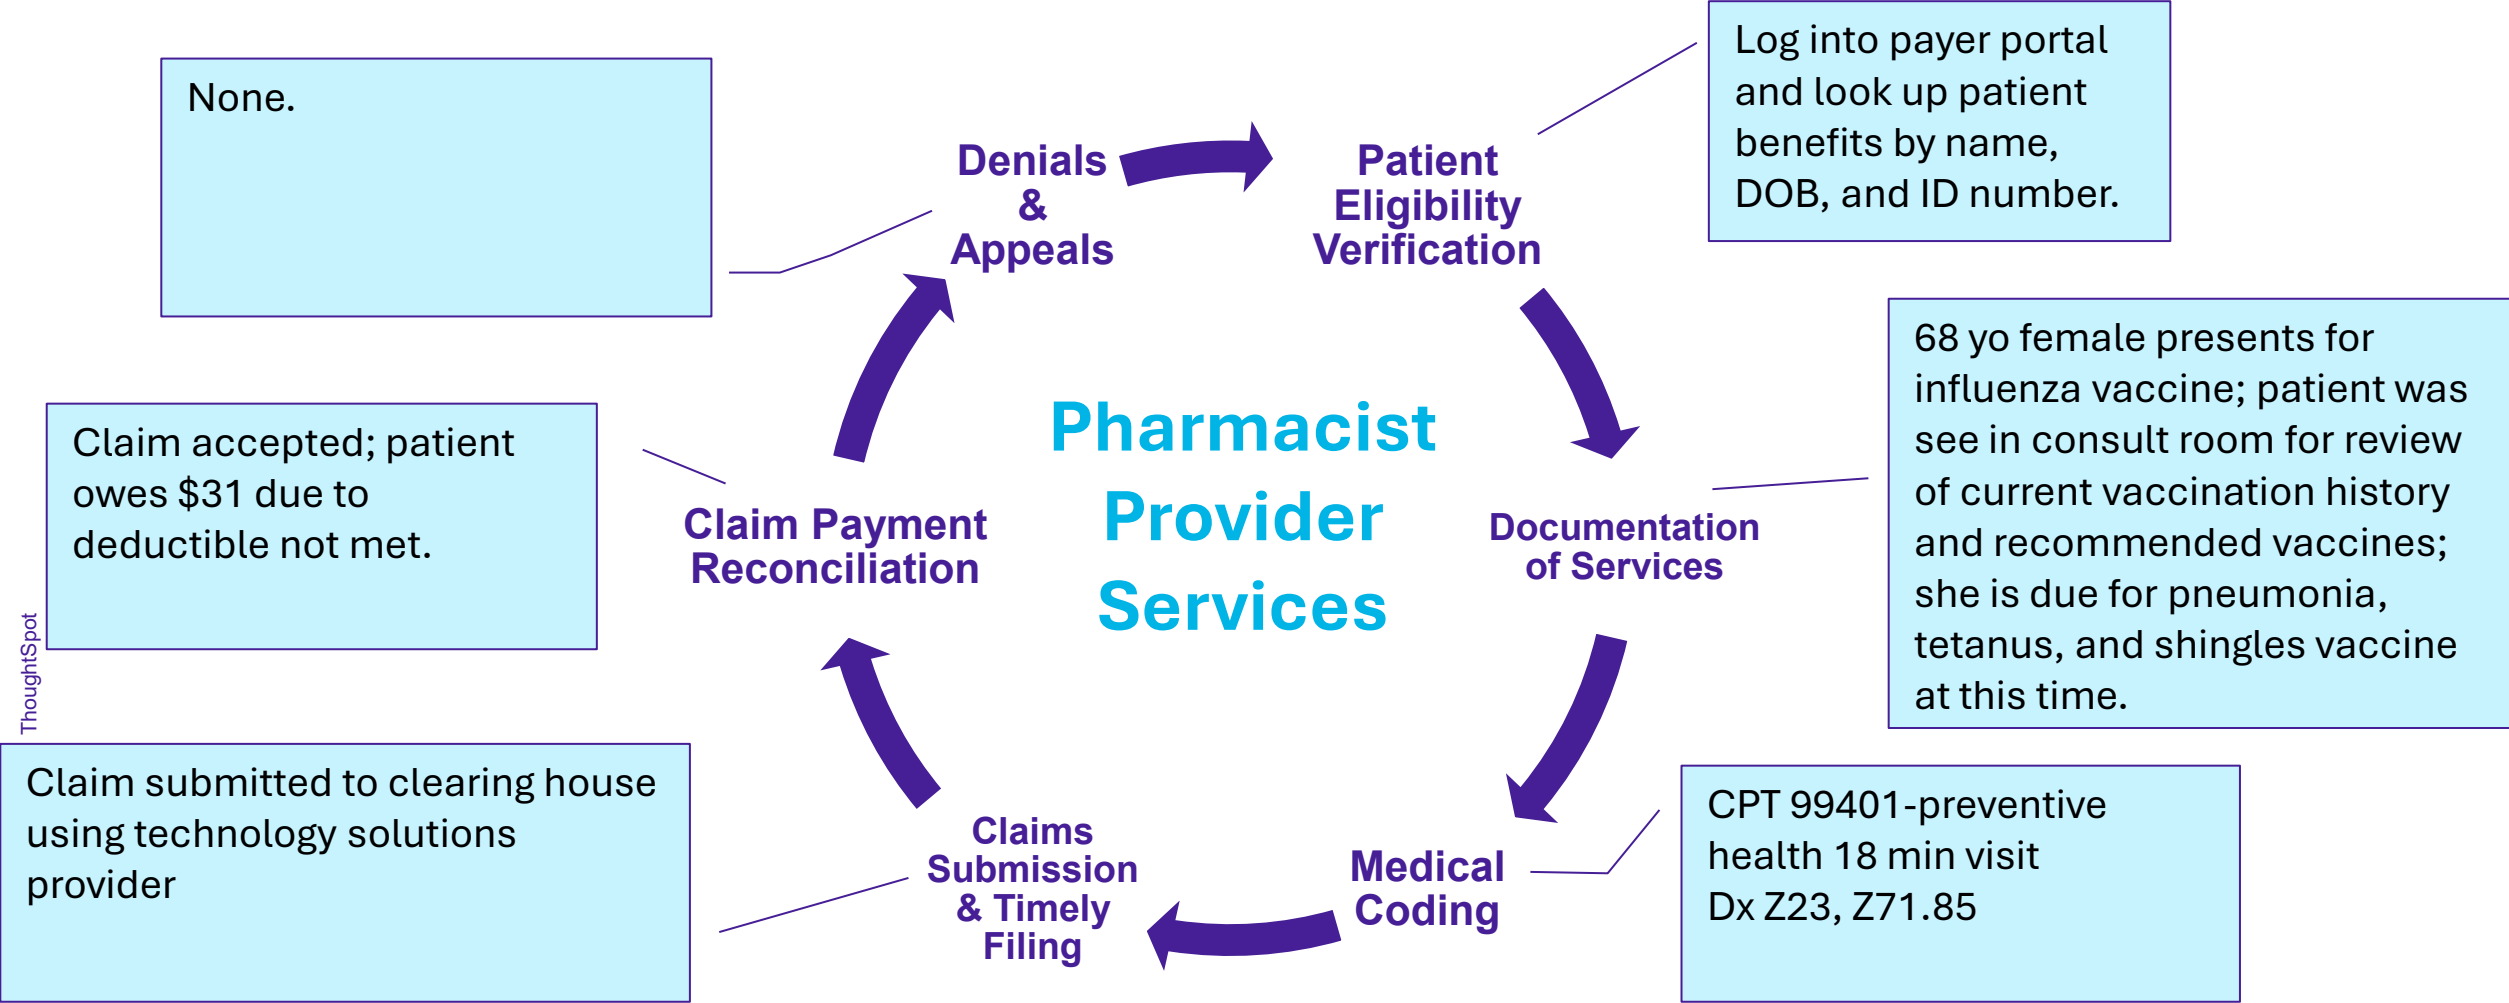 None.
Denials
&
Appeals
Patient
Eligibility
Verification
Log into payer portal
and look up patient
benefits by name,
DOB, and ID number.
68 yo female presents for
influenza vaccine; patient was
see in consult room for review
of current vaccination history
and recommended vaccines;
she is due for pneumonia,
tetanus, and shingles vaccine
at this time.
Documentation
of Services
Pharmacist
Provider
Services
Claim accepted; patient
owes $31 due to
deductible not met.
Claim Payment
Reconciliation
ThoughtSpot
Claim submitted to clearing house
using technology solutions
provider
Claims
Submission
& Timely
Filing
Medical
Coding
CPT 99401-preventive
health 18 min visit
Dx Z23, Z71.85